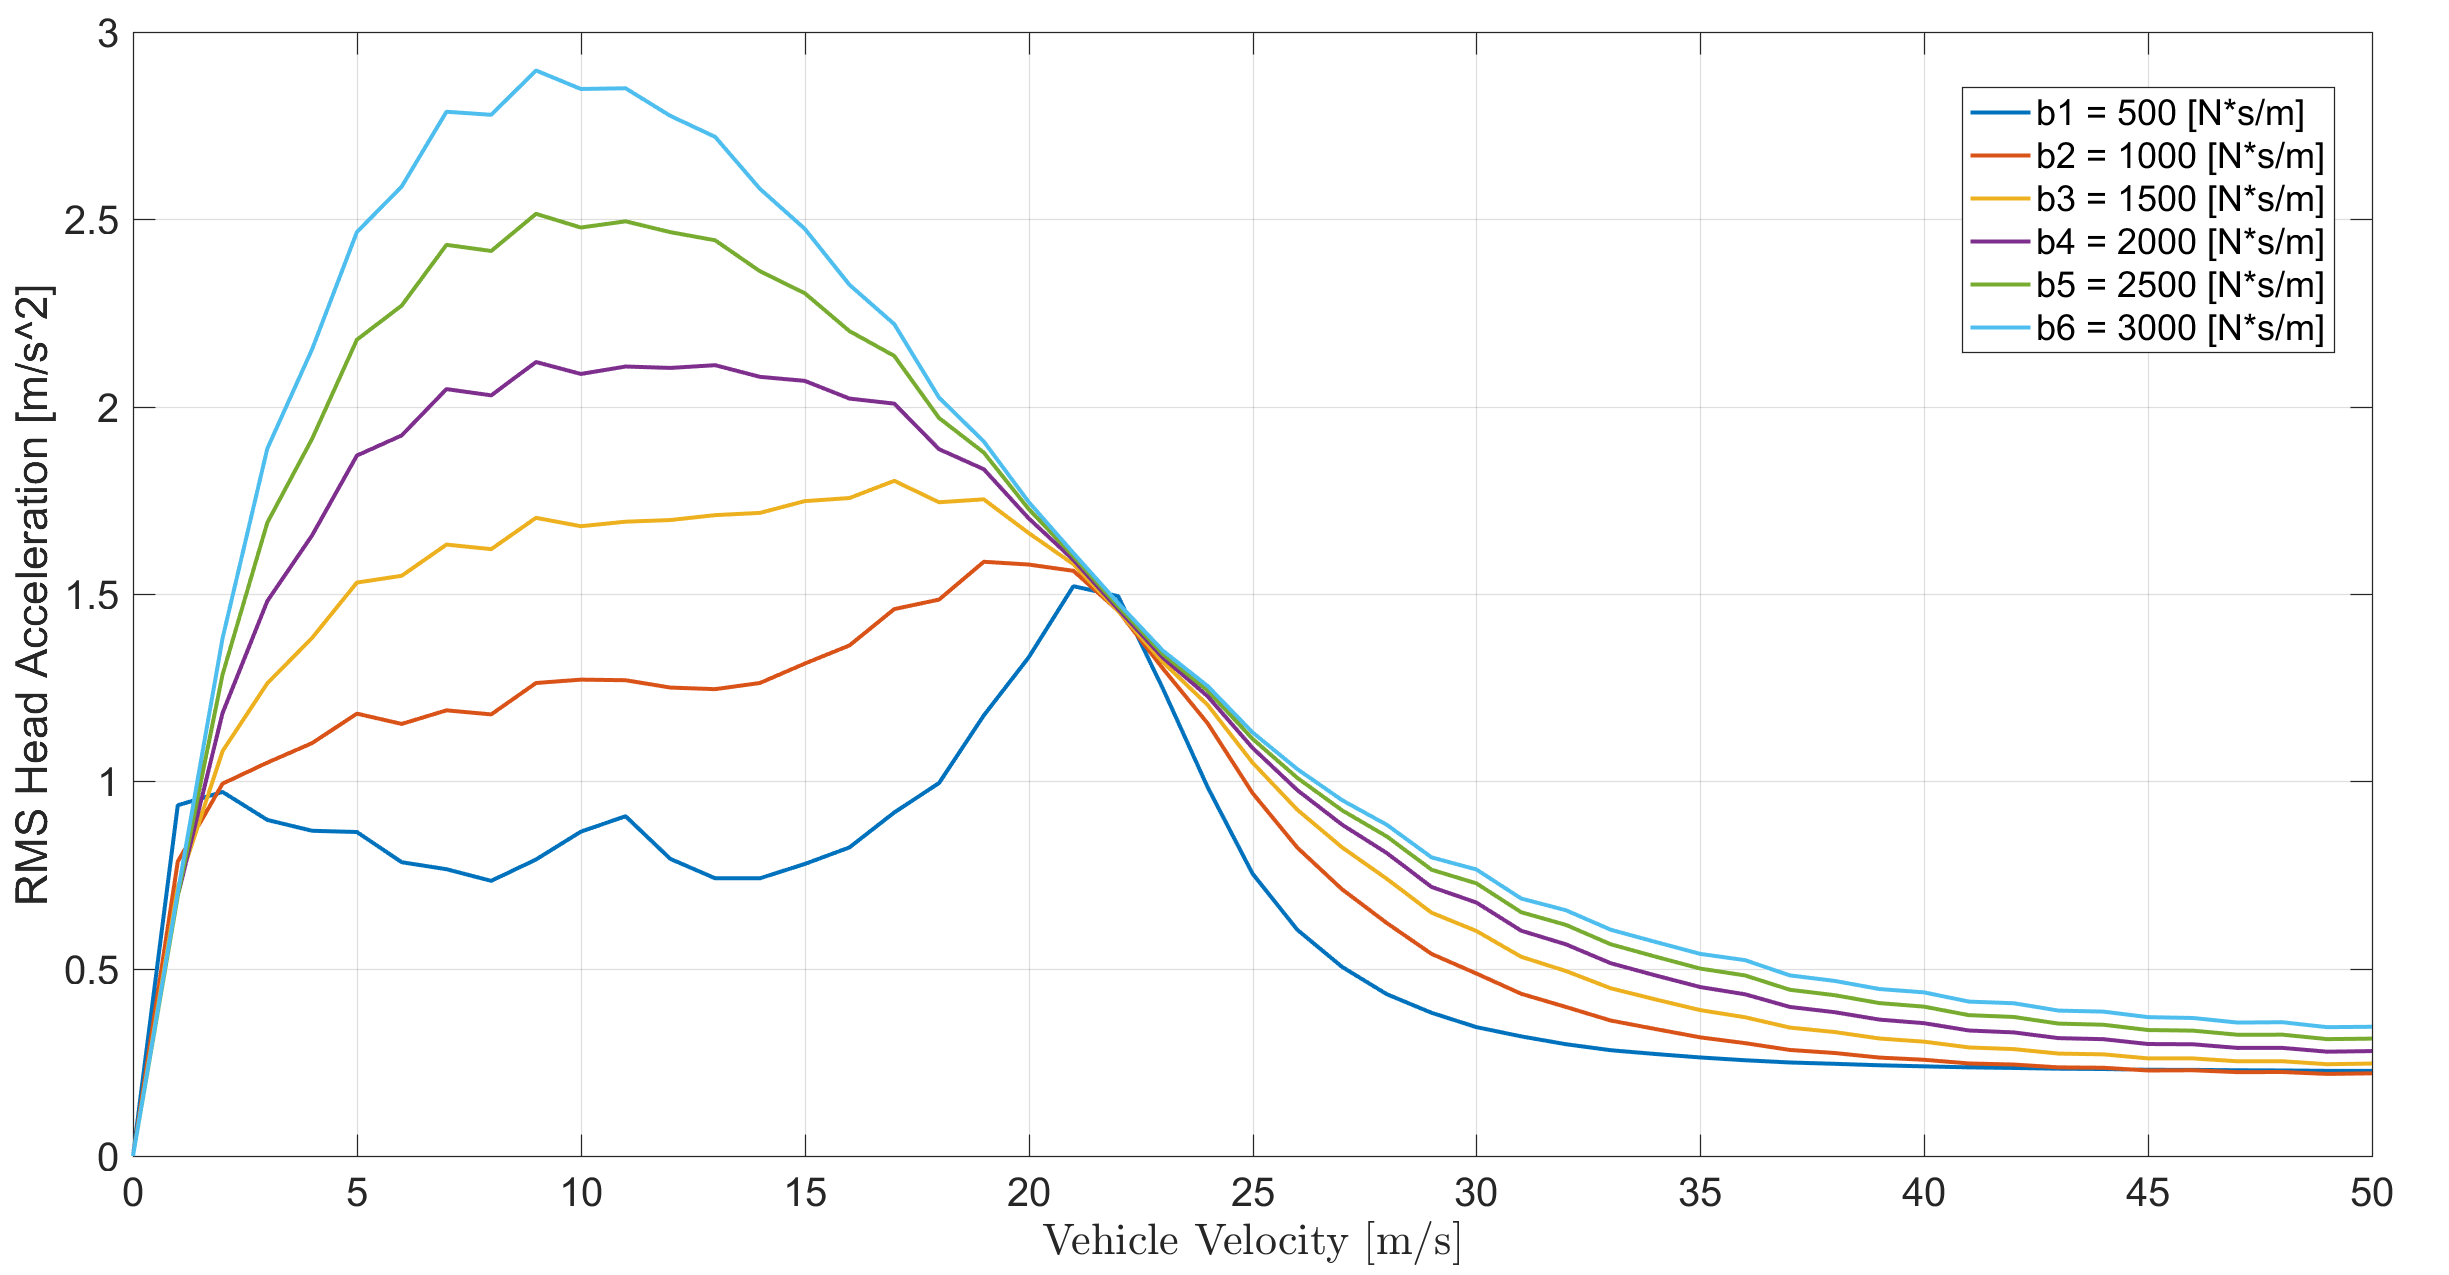 RMS Head Acceleration [m/s^2]
3
2.5
2
1.5
1
0.5
0
b1 = 500 [N*s/m]
b2 = 1000 [N*s/m]
b3 = 1500 [N*s/m]
b4 = 2000 [N*s/m]
b5 = 2500 [N*s/m]
b6 = 3000 [N*s/m]
0 5 10 15 20 25 30 35 40 45 50
Vehicle Velocity [m/s]